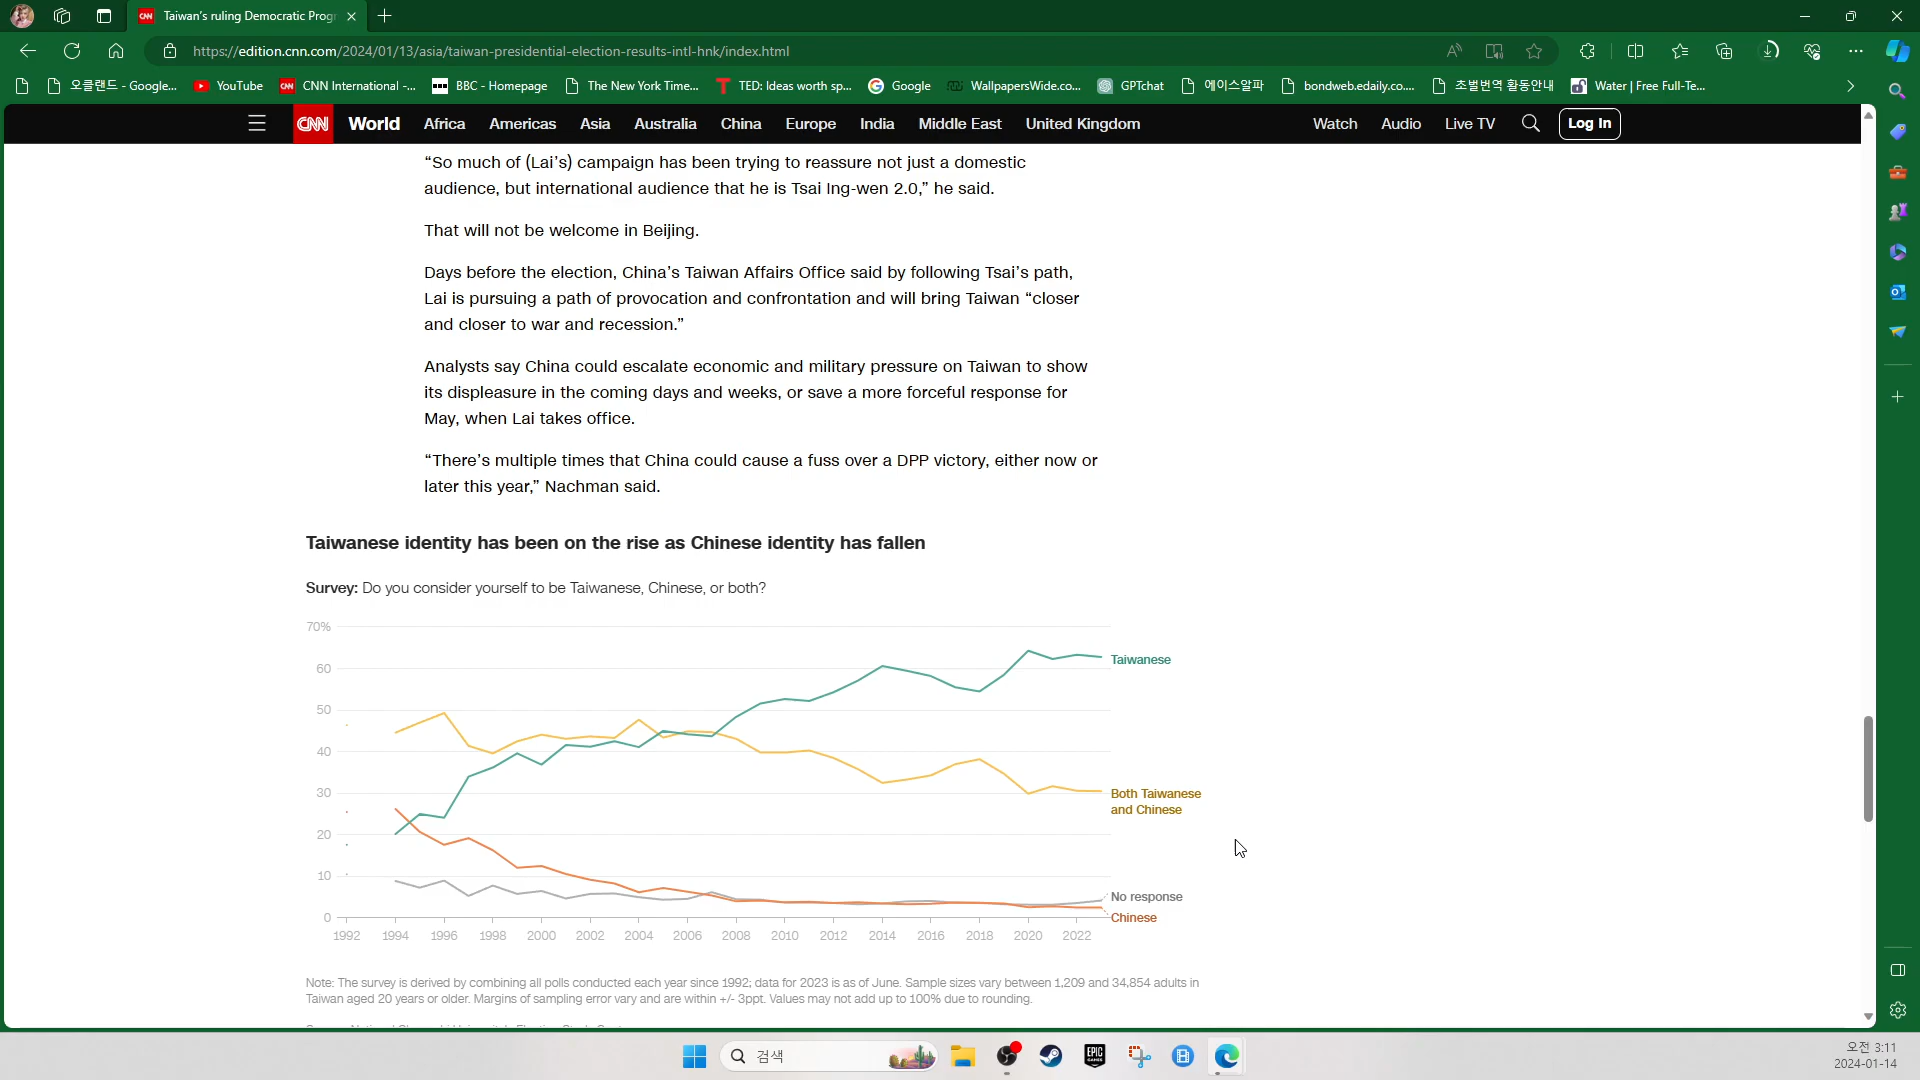 Taiwan's ruling Democratic Prog
https://edition.cnn.com/2024/01/13/asia/taiwan-presidential-election-results-intl-hnk/index.html
오클랜드 - Google...
YouTube
CNN International -...
BBC - Homepage
The New York Time...
TED: Ideas worth sp...
Google
WallpapersWide.co...
GPTchat
에이스알파
bondweb.edaily.co....
초벌번역 활동안내
Water | Free Full-Te...
CNN World Africa Americas Asia Australia China Europe India Middle East United Kingdom Watch Audio Live TV Log In
“So much of (Lai’s) campaign has been trying to reassure not just a domestic
audience, but international audience that he is Tsai Ing-wen 2.0,” he said.
That will not be welcome in Beijing.
Days before the election, China’s Taiwan Affairs Office said by following Tsai’s path,
Lai is pursuing a path of provocation and confrontation and will bring Taiwan “closer
and closer to war and recession.”
Analysts say China could escalate economic and military pressure on Taiwan to show
its displeasure in the coming days and weeks, or save a more forceful response for
May, when Lai takes office.
“There’s multiple times that China could cause a fuss over a DPP victory, either now or
later this year,” Nachman said.
Taiwanese identity has been on the rise as Chinese identity has fallen
Survey: Do you consider yourself to be Taiwanese, Chinese, or both?
70%
60
50
40
30
20
10
0
Taiwanese
Both Taiwanese
and Chinese
No response
Chinese
1992 1994 1996 1998 2000 2002 2004 2006 2008 2010 2012 2014 2016 2018 2020 2022
Note: The survey is derived by combining all polls conducted each year since 1992; data for 2023 is as of June. Sample sizes vary between 1,209 and 34,854 adults in
Taiwan aged 20 years or older. Margins of sampling error vary and are within +/- 3ppt. Values may not add up to 100% due to rounding.
검색
EPIC GAMES
오전 3:11
2024-01-14